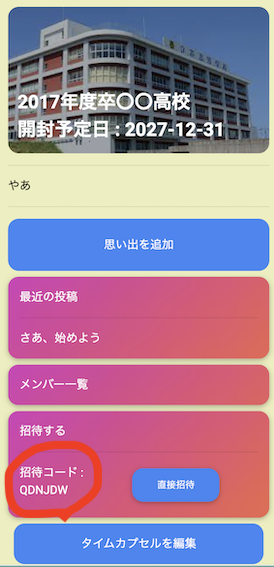 2017年度卒〇〇高校
開封予定日 : 2027-12-31
やあ
思い出を追加
最近の投稿
さあ、始めよう
メンバー一覧
招待する
招待コード :
QDNJDW
直接招待
タイムカプセルを編集